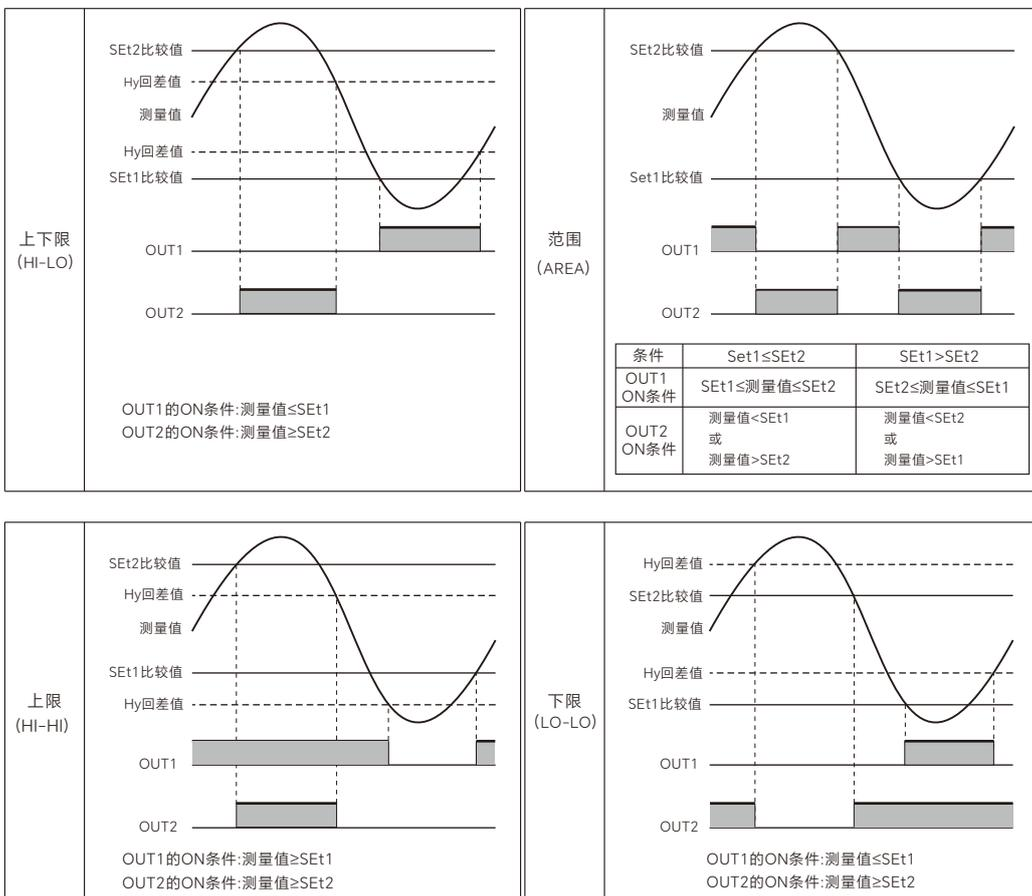 上下限
(HI-LO)
SEt2比较值
Hy回差值
测量值
Hy回差值
SEt1比较值
OUT1
OUT2
OUT1的ON条件:测量值≤SEt1
OUT2的ON条件:测量值≥SEt2
范围
(AREA)
SEt2比较值
测量值
Set1比较值
OUT1
OUT2
条件 Set1≤SEt2 SEt1>SEt2
OUT1
ON条件
SEt1≤测量值≤SEt2 SEt2≤测量值≤SEt1
OUT2
ON条件
测量值<SEt1
或
测量值>SEt2
测量值<SEt2
或
测量值>SEt1
上限
(HI-HI)
SEt2比较值
Hy回差值
测量值
SEt1比较值
Hy回差值
OUT1
OUT2
OUT1的ON条件:测量值≥SEt1
OUT2的ON条件:测量值≥SEt2
下限
(LO-LO)
Hy回差值
SEt2比较值
测量值
Hy回差值
SEt1比较值
OUT1
OUT2
OUT1的ON条件:测量值≤SEt1
OUT2的ON条件:测量值≥SEt2